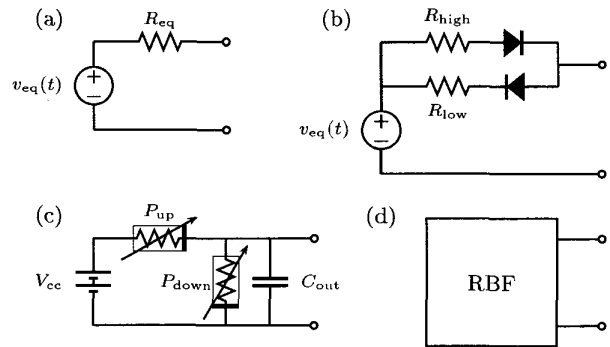 (a)
R_eq
v_eq(t)
+
−
(b)
R_high
R_low
v_eq(t)
+
−
(c)
P_up
V_cc
P_down
C_out
(d)
RBF